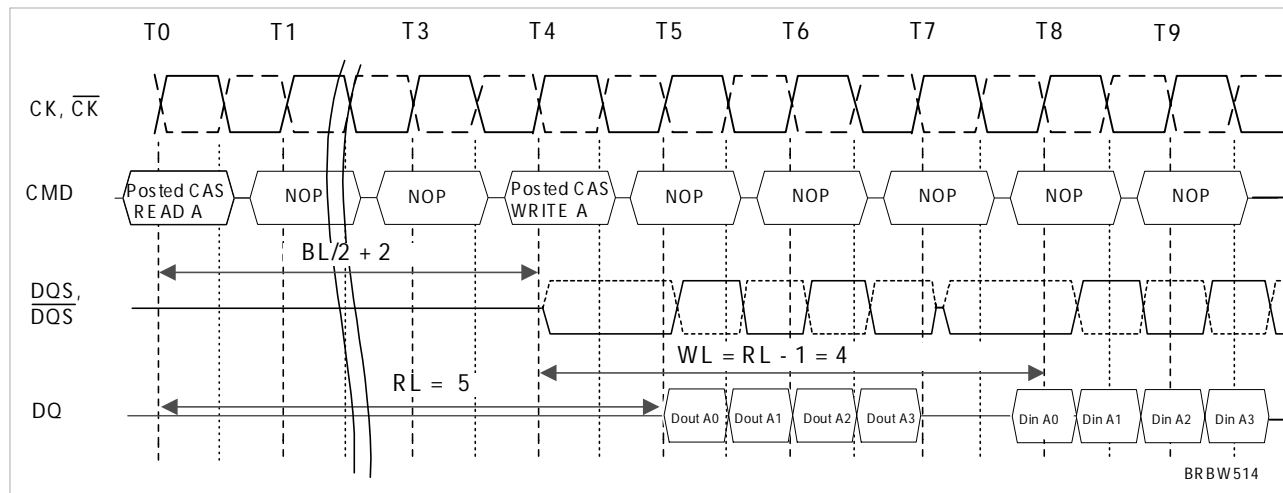 T0 T1 T3 T4 T5 T6 T7 T8 T9
CK, CK
CMD
Posted CAS
READ A
NOP
NOP
Posted CAS
WRITE A
NOP
NOP
NOP
NOP
NOP
BL/2 + 2
DQS,
DQS
WL = RL - 1 = 4
RL = 5
DQ
Dout A0 Dout A1 Dout A2 Dout A3 Din A0 Din A1 Din A2 Din A3
BRBW514